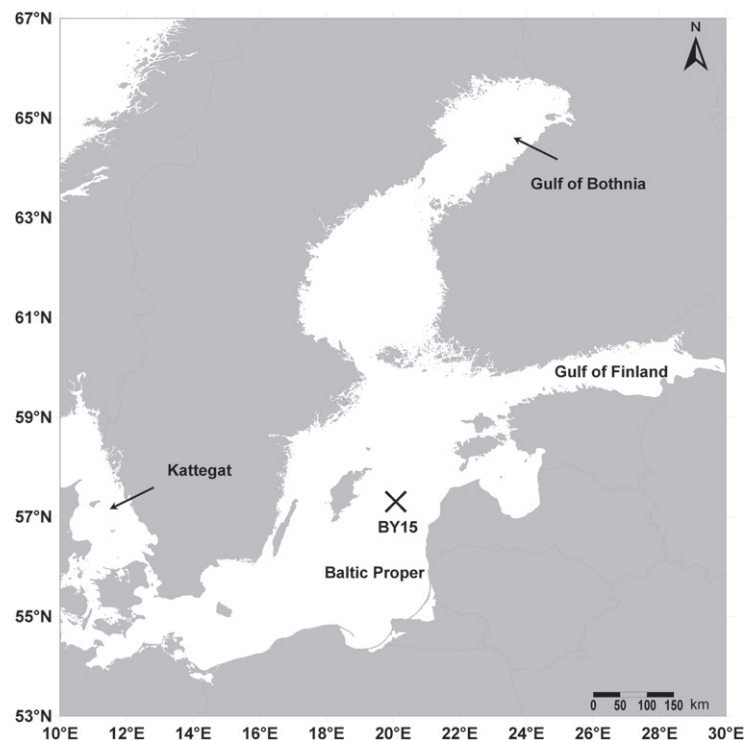 67°N
N
65°N
Gulf of Bothnia
63°N
61°N
Gulf of Finland
59°N
Kattegat
57°N
BY15
Baltic Proper
55°N
0 50 100 150 km
53°N
10°E 12°E 14°E 16°E 18°E 20°E 22°E 24°E 26°E 28°E 30°E